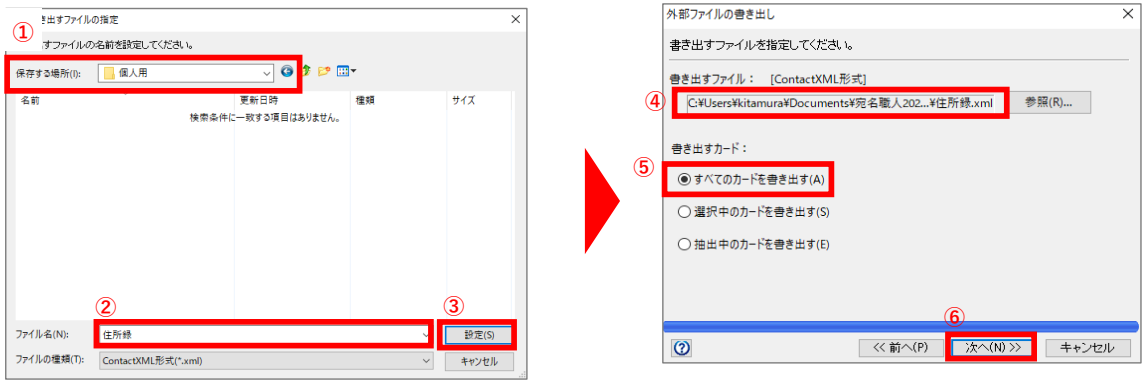 ①
き出すファイルの指定
すファイルの名前を設定してください。
保存する場所(I):
個人用
名前
更新日時
種類
サイズ
検索条件に一致する項目はありません。
②
③
ファイル名(N):
住所録
設定(S)
ファイルの種類(T):
ContactXML形式(*.xml)
キャンセル
外部ファイルの書き出し
書き出すファイルを指定してください。
書き出すファイル： [ContactXML形式]
④
C:¥Users¥kitamura¥Documents¥宛名職人202...¥住所録.xml
参照(R)...
書き出すカード：
⑤
すべてのカードを書き出す(A)
選択中のカードを書き出す(S)
抽出中のカードを書き出す(E)
⑥
<< 前へ(P)
次へ(N) >>
キャンセル